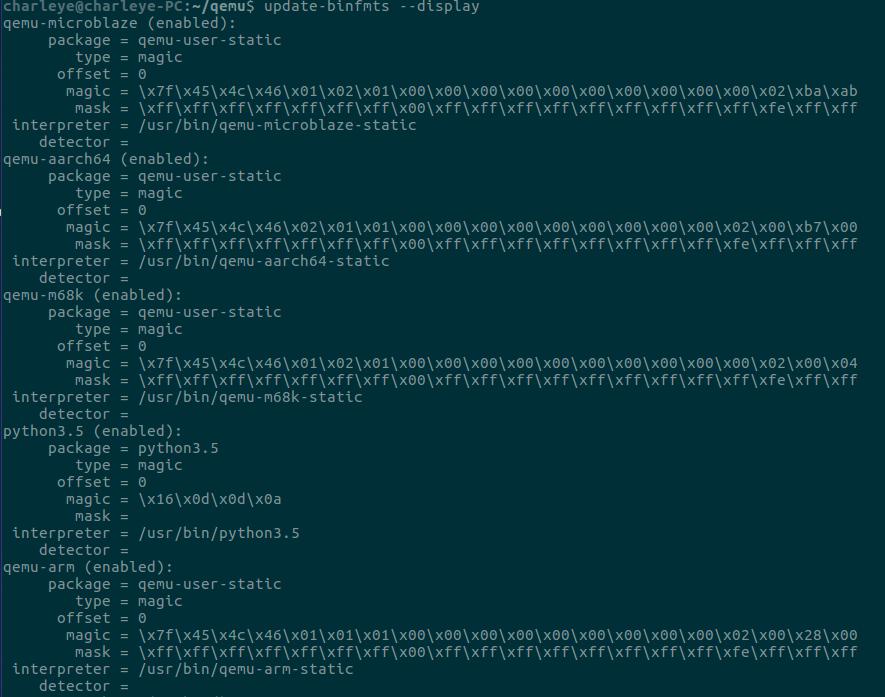 charleye@charleye-PC:~/qemu$ update-binfmts --display
qemu-microblaze (enabled):
     package = qemu-user-static
        type = magic
      offset = 0
       magic = \x7f\x45\x4c\x46\x01\x02\x01\x00\x00\x00\x00\x00\x00\x00\x00\x00\x00\x02\xba\xab
        mask = \xff\xff\xff\xff\xff\xff\xff\x00\xff\xff\xff\xff\xff\xff\xff\xff\xff\xfe\xff\xff
 interpreter = /usr/bin/qemu-microblaze-static
    detector =
qemu-aarch64 (enabled):
     package = qemu-user-static
        type = magic
      offset = 0
       magic = \x7f\x45\x4c\x46\x02\x01\x01\x00\x00\x00\x00\x00\x00\x00\x00\x00\x02\x00\xb7\x00
        mask = \xff\xff\xff\xff\xff\xff\xff\x00\xff\xff\xff\xff\xff\xff\xff\xff\xfe\xff\xff\xff
 interpreter = /usr/bin/qemu-aarch64-static
    detector =
qemu-m68k (enabled):
     package = qemu-user-static
        type = magic
      offset = 0
       magic = \x7f\x45\x4c\x46\x01\x02\x01\x00\x00\x00\x00\x00\x00\x00\x00\x00\x00\x02\x00\x04
        mask = \xff\xff\xff\xff\xff\xff\xff\x00\xff\xff\xff\xff\xff\xff\xff\xff\xff\xfe\xff\xff
 interpreter = /usr/bin/qemu-m68k-static
    detector =
python3.5 (enabled):
     package = python3.5
        type = magic
      offset = 0
       magic = \x16\x0d\x0d\x0a
        mask =
 interpreter = /usr/bin/python3.5
    detector =
qemu-arm (enabled):
     package = qemu-user-static
        type = magic
      offset = 0
       magic = \x7f\x45\x4c\x46\x01\x01\x01\x00\x00\x00\x00\x00\x00\x00\x00\x00\x02\x00\x28\x00
        mask = \xff\xff\xff\xff\xff\xff\xff\x00\xff\xff\xff\xff\xff\xff\xff\xff\xfe\xff\xff\xff
 interpreter = /usr/bin/qemu-arm-static
    detector =